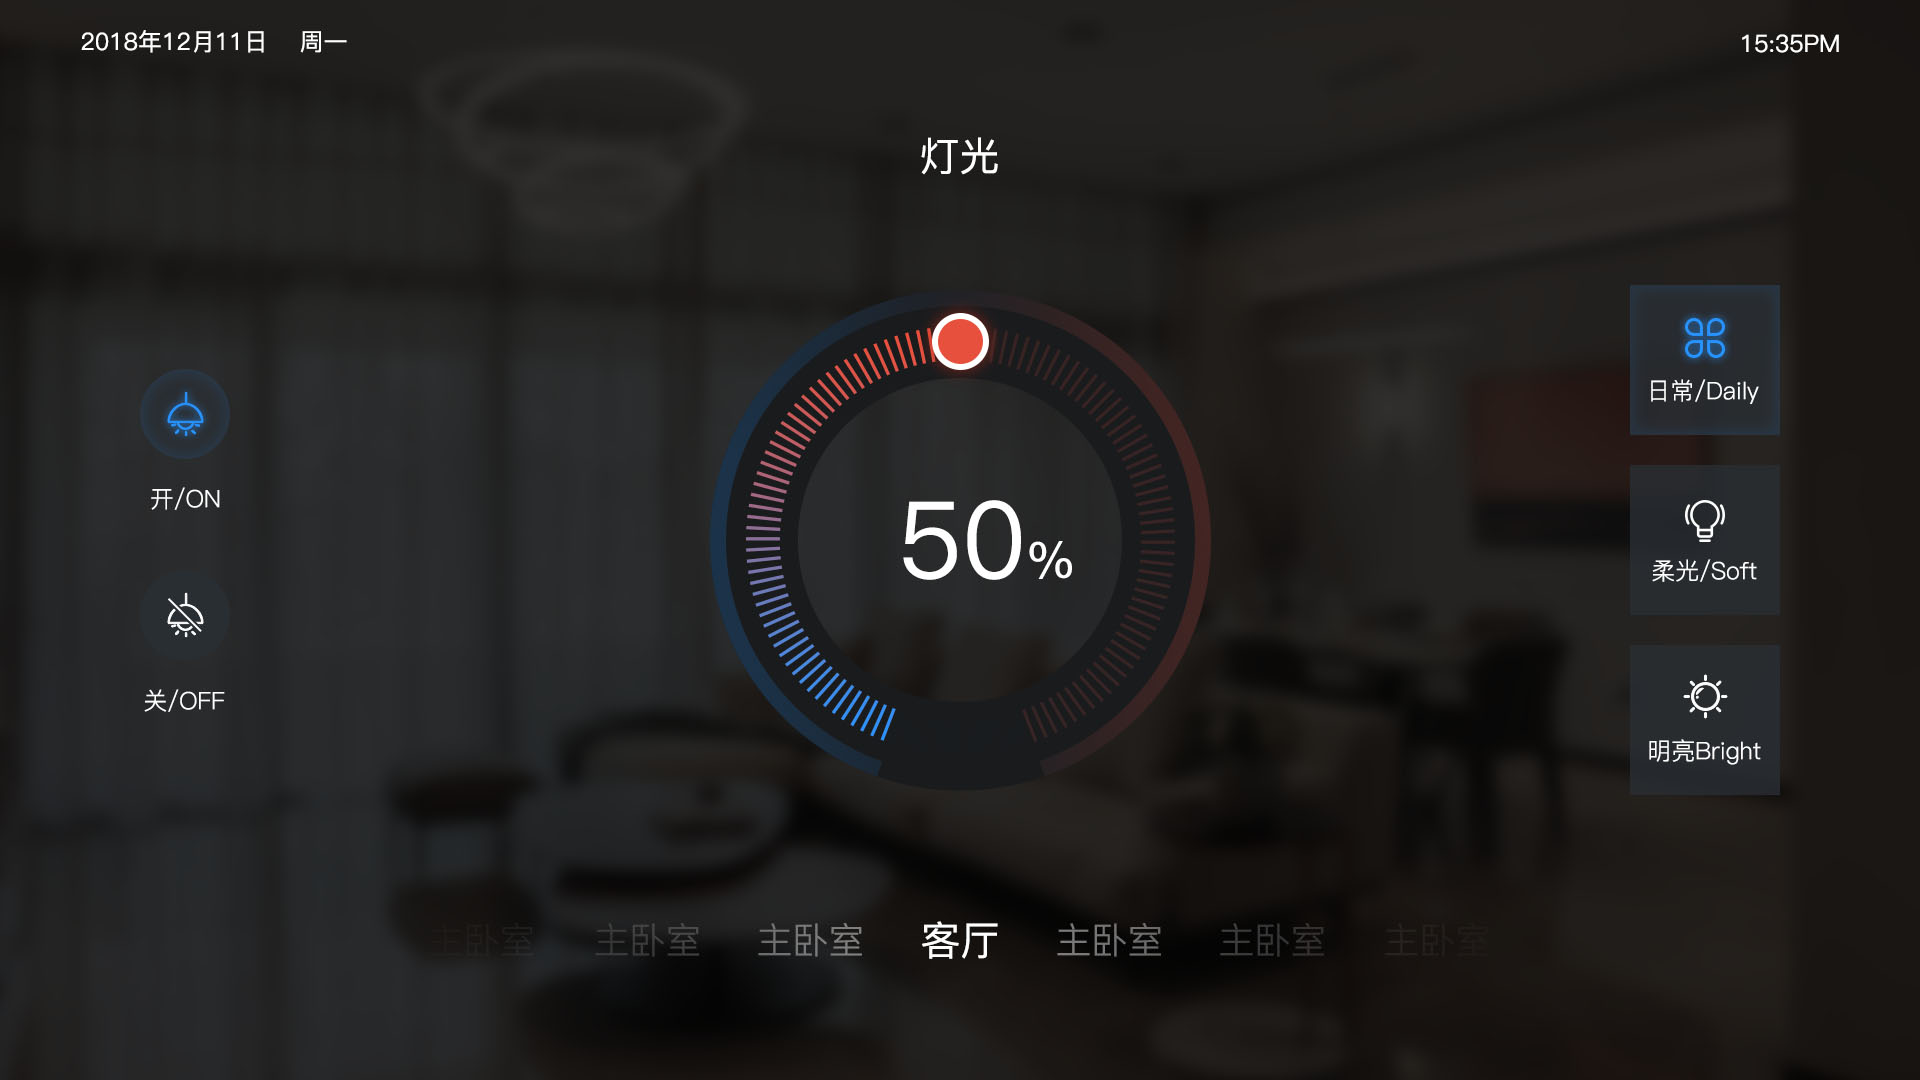 2018年12月11日 周一
15:35PM
灯光
开/ON
关/OFF
50%
日常/Daily
柔光/Soft
明亮Bright
主卧室 主卧室 主卧室 客厅 主卧室 主卧室 主卧室